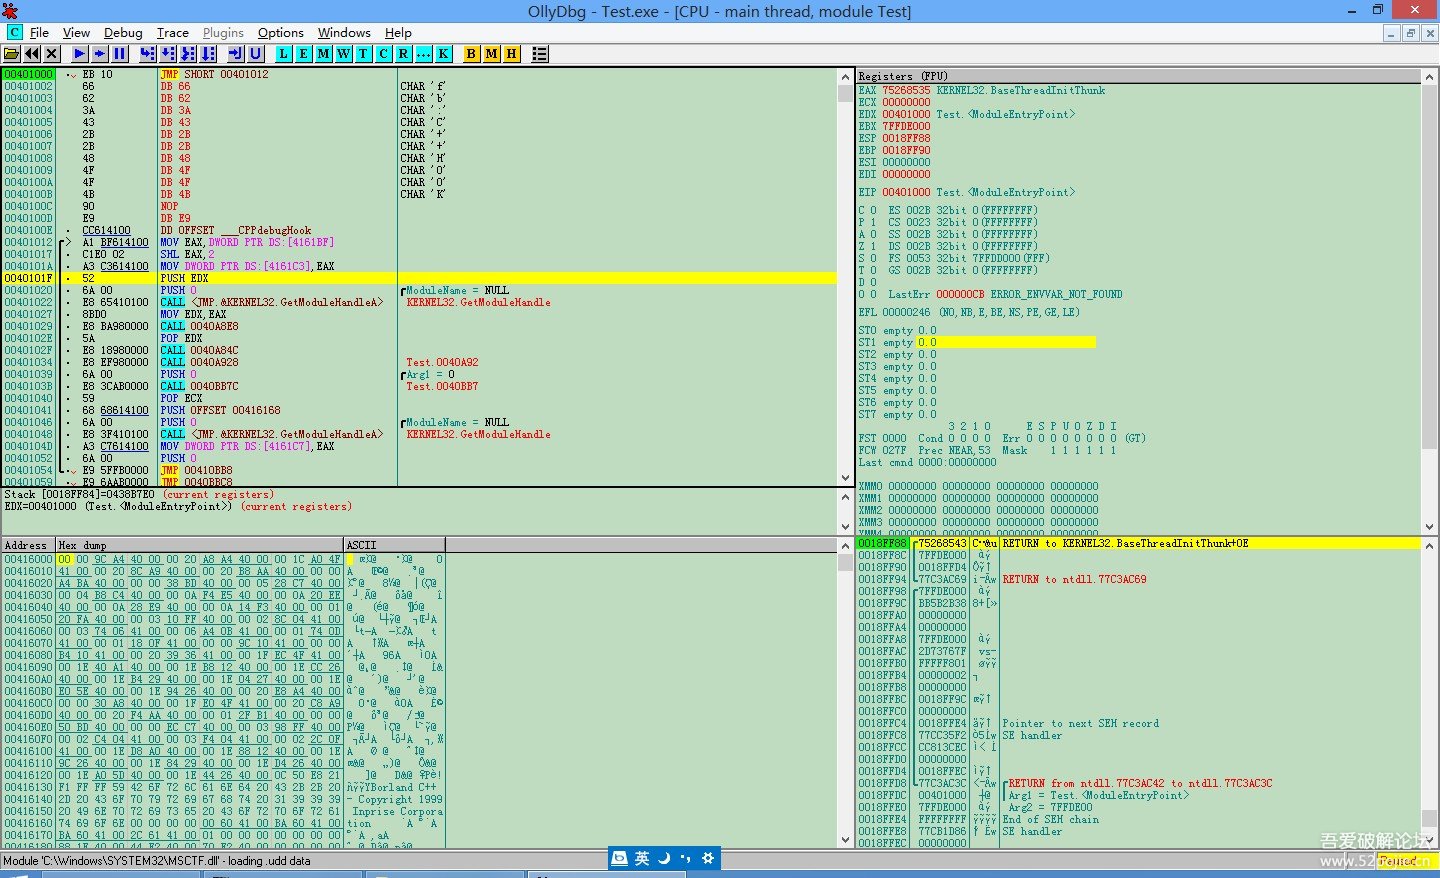 OllyDbg - Test.exe - [CPU - main thread, module Test]
File View Debug Trace Plugins Options Windows Help
L E M W T C R ... K B M H
00401000 EB 10 JMP SHORT 00401012
00401002 66 DB 66 CHAR 'f'
00401003 62 DB 62 CHAR 'b'
00401004 3A DB 3A CHAR ':'
00401005 43 DB 43 CHAR 'C'
00401006 2B DB 2B CHAR '+'
00401007 2B DB 2B CHAR '+'
00401008 48 DB 48 CHAR 'H'
00401009 4F DB 4F CHAR 'O'
0040100A 4F DB 4F CHAR 'O'
0040100B 4B DB 4B CHAR 'K'
0040100C 90 NOP
0040100D E9 DB E9
0040100E CC614100 DD OFFSET ___CPPdebugHook
00401012 A1 BF614100 MOV EAX,DWORD PTR DS:[4161BF]
00401017 C1E0 02 SHL EAX,2
0040101A A3 C3614100 MOV DWORD PTR DS:[4161C3],EAX
0040101F 52 PUSH EDX
00401020 6A 00 PUSH 0 ModuleName = NULL
00401022 E8 65410100 CALL <JMP.&KERNEL32.GetModuleHandleA> KERNEL32.GetModuleHandle
00401027 8BD0 MOV EDX,EAX
00401029 E8 BA980000 CALL 0040A8E8
0040102E 5A POP EDX
0040102F E8 18980000 CALL 0040A84C
00401034 E8 EF980000 CALL 0040A928 Test.0040A92
00401039 6A 00 PUSH 0 Arg1 = 0
0040103B E8 3CAB0000 CALL 0040BB7C Test.0040BB7
00401040 59 POP ECX
00401041 68 68614100 PUSH OFFSET 00416168
00401046 6A 00 PUSH 0 ModuleName = NULL
00401048 E8 3F410100 CALL <JMP.&KERNEL32.GetModuleHandleA> KERNEL32.GetModuleHandle
0040104D A3 C7614100 MOV DWORD PTR DS:[4161C7],EAX
00401052 6A 00 PUSH 0
00401054 E9 5FFB0000 JMP 00410BB8
00401059 E9 6AAB0000 JMP 0040BBC8
Stack [0018FF84]=0438B7E0 (current registers)
EDX=00401000 (Test.<ModuleEntryPoint>) (current registers)
Registers (FPU)
EAX 75268535 KERNEL32.BaseThreadInitThunk
ECX 00000000
EDX 00401000 Test.<ModuleEntryPoint>
EBX 7FFDE000
ESP 0018FF88
EBP 0018FF90
ESI 00000000
EDI 00000000
EIP 00401000 Test.<ModuleEntryPoint>
C 0 ES 002B 32bit 0(FFFFFFFF)
P 1 CS 0023 32bit 0(FFFFFFFF)
A 0 SS 002B 32bit 0(FFFFFFFF)
Z 1 DS 002B 32bit 0(FFFFFFFF)
S 0 FS 0053 32bit 7FFDD000(FFF)
T 0 GS 002B 32bit 0(FFFFFFFF)
D 0
O 0 LastErr 000000CB ERROR_ENVVAR_NOT_FOUND
EFL 00000246 (NO,NB,E,BE,NS,PE,GE,LE)
ST0 empty 0.0
ST1 empty 0.0
ST2 empty 0.0
ST3 empty 0.0
ST4 empty 0.0
ST5 empty 0.0
ST6 empty 0.0
ST7 empty 0.0
3 2 1 0 E S P U O Z D I
FST 0000 Cond 0 0 0 0 Err 0 0 0 0 0 0 0 0 (GT)
FCW 027F Prec NEAR,53 Mask 1 1 1 1 1 1
Last cmnd 0000:00000000
XMM0 00000000 00000000 00000000 00000000
XMM1 00000000 00000000 00000000 00000000
XMM2 00000000 00000000 00000000 00000000
XMM3 00000000 00000000 00000000 00000000
Address Hex dump ASCII
00416000 00 00 9C A4 40 00 00 20 A8 A4 40 00 00 1C A0 4F
00416010 41 00 00 20 8C A9 40 00 00 20 B8 AA 40 00 00 00
00416020 A4 BA 40 00 00 00 38 BD 40 00 00 05 28 C7 40 00
00416030 00 04 B8 C4 40 00 00 0A F4 E5 40 00 00 0A 20 EE
00416040 40 00 00 0A 28 E9 40 00 00 0A 14 F3 40 00 00 01
00416050 20 FA 40 00 00 03 10 FF 40 00 00 02 8C 04 41 00
00416060 00 03 74 06 41 00 00 06 A4 0B 41 00 00 01 74 0D
00416070 41 00 00 01 18 0F 41 00 00 00 9C 10 41 00 00 00
00416080 B4 10 41 00 00 20 39 36 41 00 00 1F EC 4F 41 00
00416090 00 1E 40 A1 40 00 00 1E B8 12 40 00 00 1E CC 26
004160A0 40 00 00 1E B4 29 40 00 00 1E 04 27 40 00 00 1E
004160B0 E0 5E 40 00 00 1E 94 26 40 00 00 20 E8 A4 40 00
004160C0 00 00 30 A8 40 00 00 1F E0 4F 41 00 00 20 C8 A9
004160D0 40 00 00 20 F4 AA 40 00 00 01 2F B1 40 00 00 00
004160E0 50 BD 40 00 00 00 EC C7 40 00 00 03 98 FF 40 00
004160F0 00 02 C4 04 41 00 00 03 F4 04 41 00 00 02 2C 0F
00416100 41 00 00 1E D8 A0 40 00 00 1E 88 12 40 00 00 1E
00416110 9C 26 40 00 00 1E 84 29 40 00 00 1E D4 26 40 00
00416120 00 1E A0 5D 40 00 00 1E 44 26 40 00 0C 50 E8 21
00416130 F1 FF FF 59 42 6F 72 6C 61 6E 64 20 43 2B 2B 20 ñÿÿYBorland C++
00416140 2D 20 43 6F 70 79 72 69 67 68 74 20 31 39 39 39 - Copyright 1999
00416150 20 49 6E 70 72 69 73 65 20 43 6F 72 70 6F 72 61 Inprise Corpora
00416160 74 69 6F 6E 00 00 00 00 00 60 41 00 BA 60 41 00 tion
00416170 BA 60 41 00 2C 61 41 00 01 00 00 00 00 00 00 00
0018FF88 75268543 RETURN to KERNEL32.BaseThreadInitThunk+0E
0018FF8C 7FFDE000
0018FF90 0018FFD4
0018FF94 77C3AC69 RETURN to ntdll.77C3AC69
0018FF98 7FFDE000
0018FF9C BB5B2B38 8+[»
0018FFA0 00000000
0018FFA4 00000000
0018FFA8 7FFDE000
0018FFAC 2D73767F vs-
0018FFB0 FFFFF801
0018FFB4 00000002
0018FFB8 00000000
0018FFBC 0018FF9C
0018FFC0 00000000
0018FFC4 0018FFE4 Pointer to next SEH record
0018FFC8 77CC35F2 SE handler
0018FFCC CC813CEC
0018FFD0 00000000
0018FFD4 0018FFEC
0018FFD8 77C3AC3C RETURN from ntdll.77C3AC42 to ntdll.77C3AC3C
0018FFDC 00401000 Arg1 = Test.<ModuleEntryPoint>
0018FFE0 7FFDE000 Arg2 = 7FFDE000
0018FFE4 FFFFFFFF ÿÿÿÿ End of SEH chain
0018FFE8 77CB1D86 SE handler
0018FFEC 00000000
Module 'C:\Windows\SYSTEM32\MSCTF.dll' - loading .udd data
英
Paused
吾爱破解论坛
www.52pojie.cn